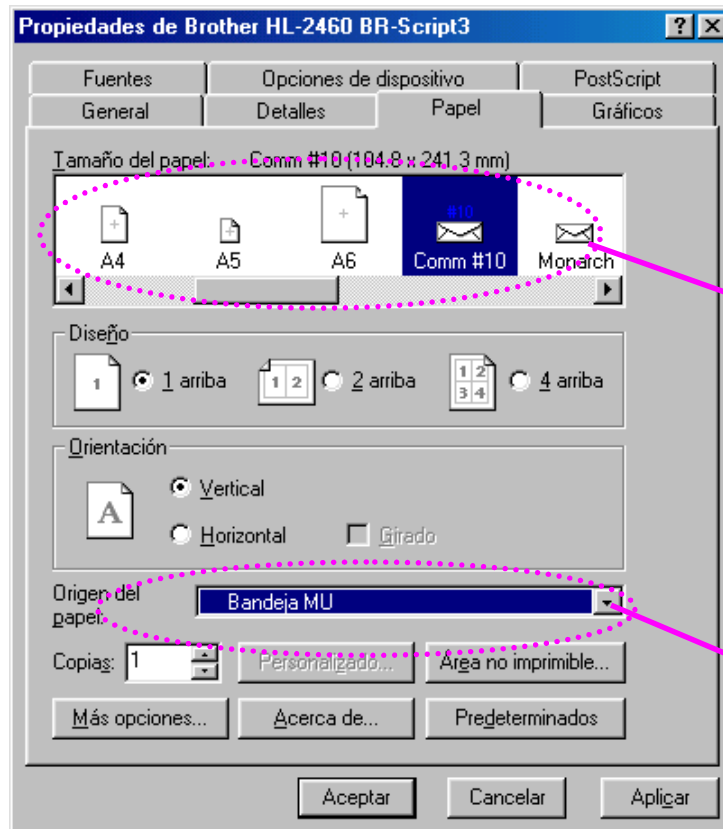 Propiedades de Brother HL-2460 BR-Script3
Fuentes Opciones de dispositivo PostScript
General Detalles Papel Gráficos
Tamaño del papel: Comm #10 (104.8 x 241.3 mm)
#10
A4 A5 A6 Comm #10 Monarch
Diseño
1 1 arriba 1 2 2 arriba 1 2 3 4 4 arriba
Orientación
A
Vertical
Horizontal Girado
Origen del papel: Bandeja MU
Copias: 1 Personalizado... Área no imprimible...
Más opciones... Acerca de... Predeterminados
Aceptar Cancelar Aplicar